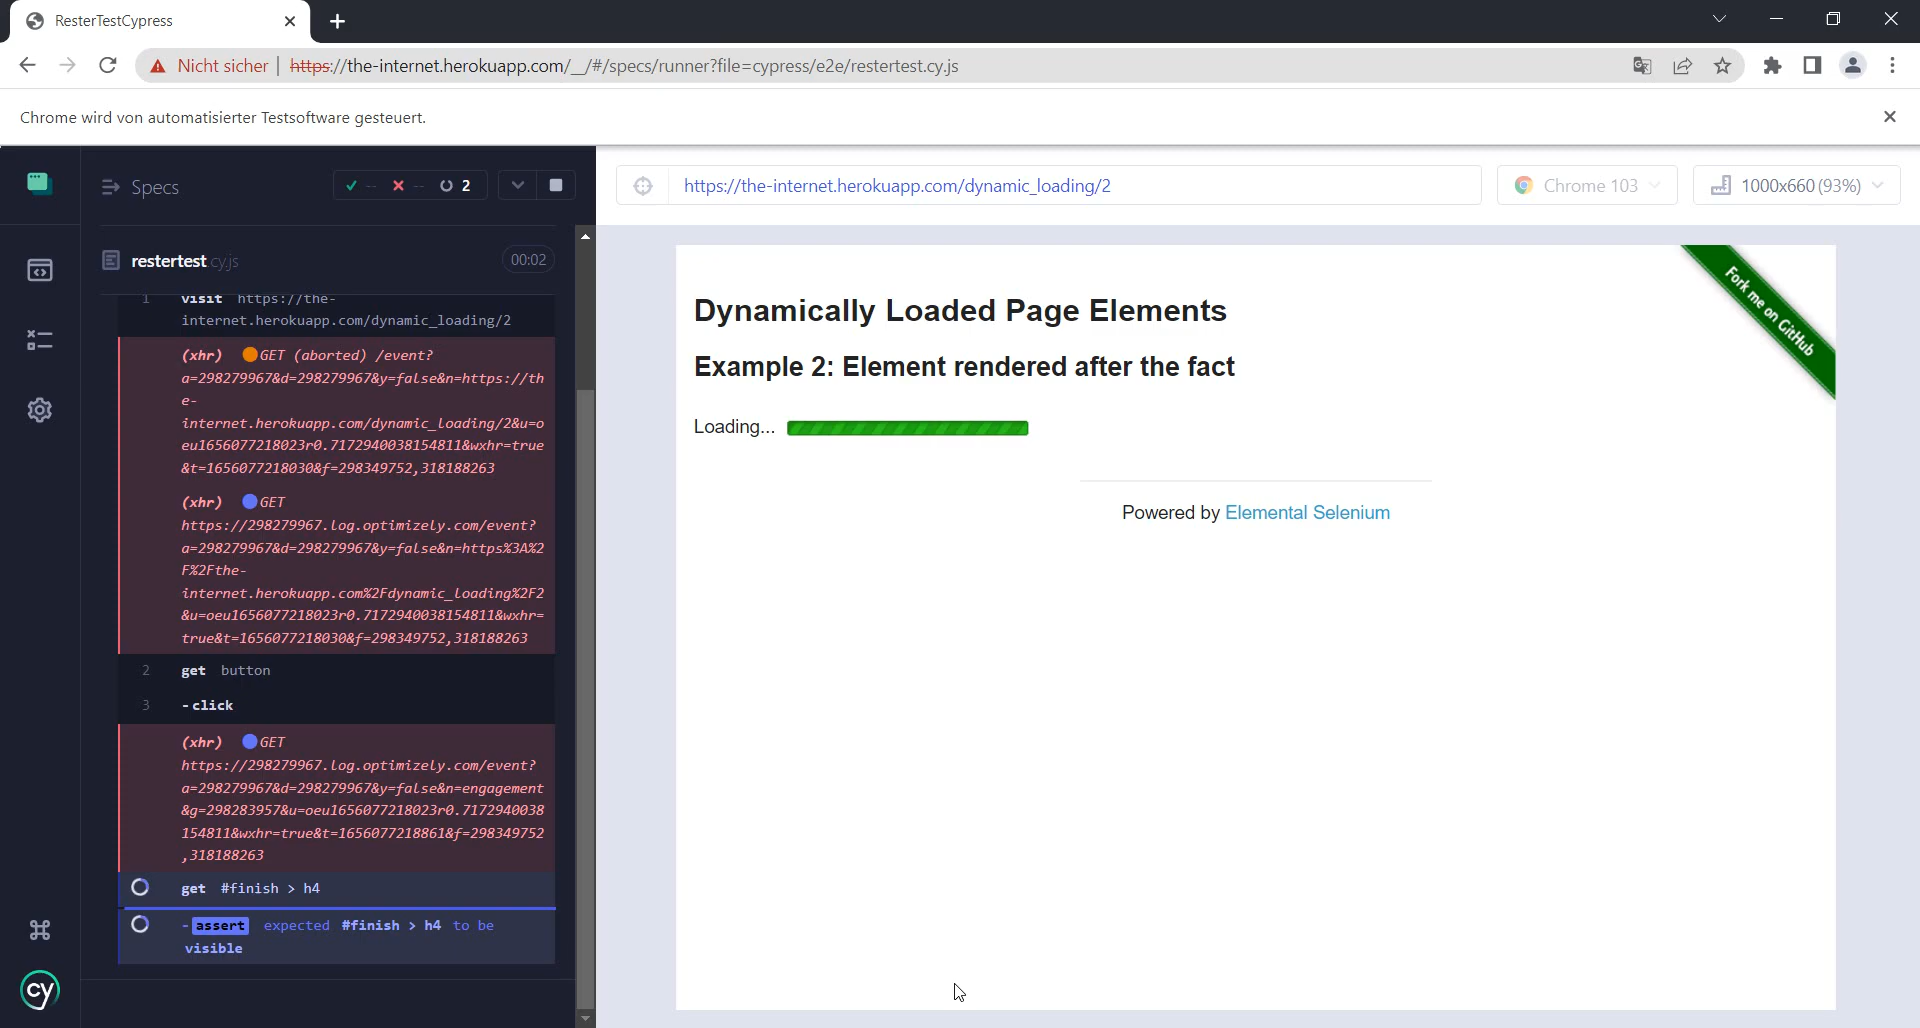 ResterTestCypress
Nicht sicher | https://the-internet.herokuapp.com/__/#/specs/runner?file=cypress/e2e/restertest.cy.js
Chrome wird von automatisierter Testsoftware gesteuert.
Specs
-- -- 2
https://the-internet.herokuapp.com/dynamic_loading/2
Chrome 103
1000x660 (93%)
restertest cy.js
00:02
1 visit https://the-
internet.herokuapp.com/dynamic_loading/2
(xhr) GET (aborted) /event?
a=298279967&d=298279967&y=false&n=https://th
e-
internet.herokuapp.com/dynamic_loading/2&u=o
eu1656077218023r0.7172940038154811&wxhr=true
&t=1656077218030&f=298349752,318188263
(xhr) GET
https://298279967.log.optimizely.com/event?
a=298279967&d=298279967&y=false&n=https%3A%2
F%2Fthe-
internet.herokuapp.com%2Fdynamic_loading%2F2
&u=oeu1656077218023r0.7172940038154811&wxhr=
true&t=1656077218030&f=298349752,318188263
2 get button
3 -click
(xhr) GET
https://298279967.log.optimizely.com/event?
a=298279967&d=298279967&y=false&n=engagement
&g=298283957&u=oeu1656077218023r0.7172940038
154811&wxhr=true&t=1656077218861&f=298349752
,318188263
get #finish > h4
-assert expected #finish > h4 to be
visible
cy
Dynamically Loaded Page Elements
Example 2: Element rendered after the fact
Loading...
Powered by Elemental Selenium
Fork me on GitHub